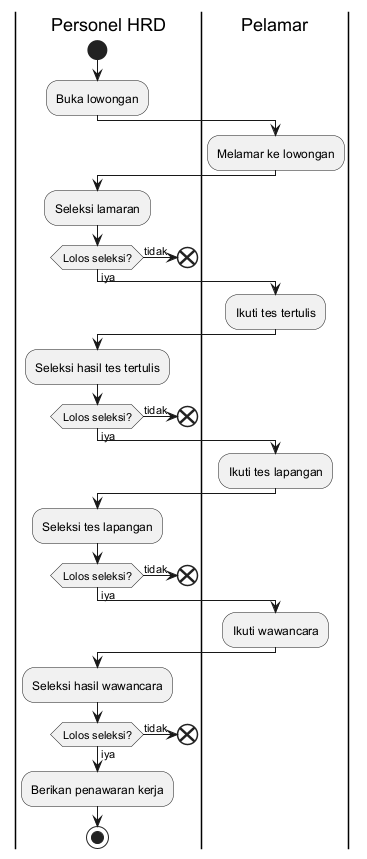 Personel HRD
Pelamar
Buka lowongan
Melamar ke lowongan
Seleksi lamaran
Lolos seleksi?
tidak
iya
Ikuti tes tertulis
Seleksi hasil tes tertulis
Lolos seleksi?
tidak
iya
Ikuti tes lapangan
Seleksi tes lapangan
Lolos seleksi?
tidak
iya
Ikuti wawancara
Seleksi hasil wawancara
Lolos seleksi?
tidak
iya
Berikan penawaran kerja